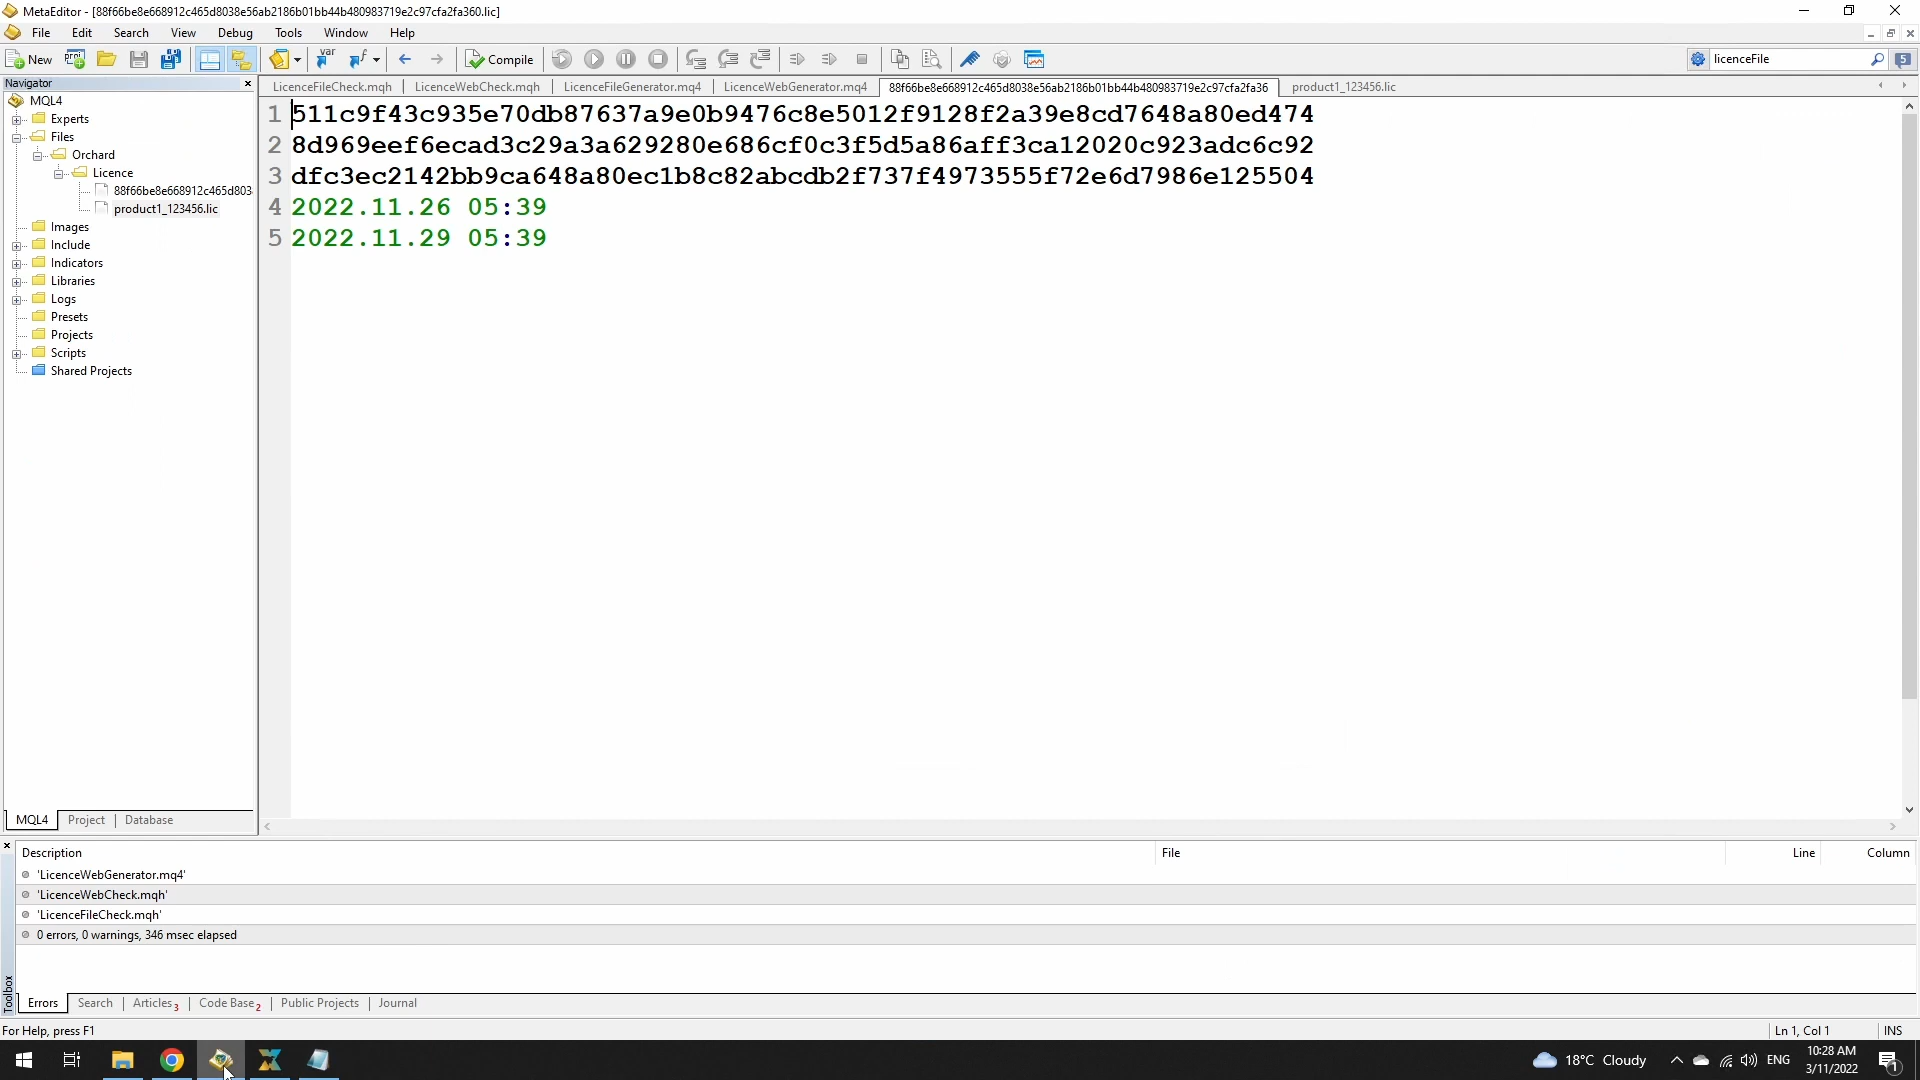 MetaEditor - [88f66be8e668912c465d8038e56ab2186b01bb44b480983719e2c97cfa2fa360.lic]
File Edit Search View Debug Tools Window Help
New var Compile licenceFile 5
Navigator
LicenceFileCheck.mqh LicenceWebCheck.mqh LicenceFileGenerator.mq4 LicenceWebGenerator.mq4 88f66be8e668912c465d8038e56ab2186b01bb44b480983719e2c97cfa2fa36 product1_123456.lic
MQL4
Experts
Files
Orchard
Licence
88f66be8e668912c465d803
product1_123456.lic
Images
Include
Indicators
Libraries
Logs
Presets
Projects
Scripts
Shared Projects
1 511c9f43c935e70db87637a9e0b9476c8e5012f9128f2a39e8cd7648a80ed474
2 8d969eef6ecad3c29a3a629280e686cf0c3f5d5a86aff3ca12020c923adc6c92
3 dfc3ec2142bb9ca648a80ec1b8c82abcdb2f737f4973555f72e6d7986e125504
4 2022.11.26 05:39
5 2022.11.29 05:39
MQL4 Project Database
Description File Line Column
'LicenceWebGenerator.mq4'
'LicenceWebCheck.mqh'
'LicenceFileCheck.mqh'
0 errors, 0 warnings, 346 msec elapsed
Toolbox
Errors Search Articles 3 Code Base 2 Public Projects Journal
For Help, press F1 Ln 1, Col 1 INS
18°C Cloudy ENG 10:28 AM
3/11/2022
1